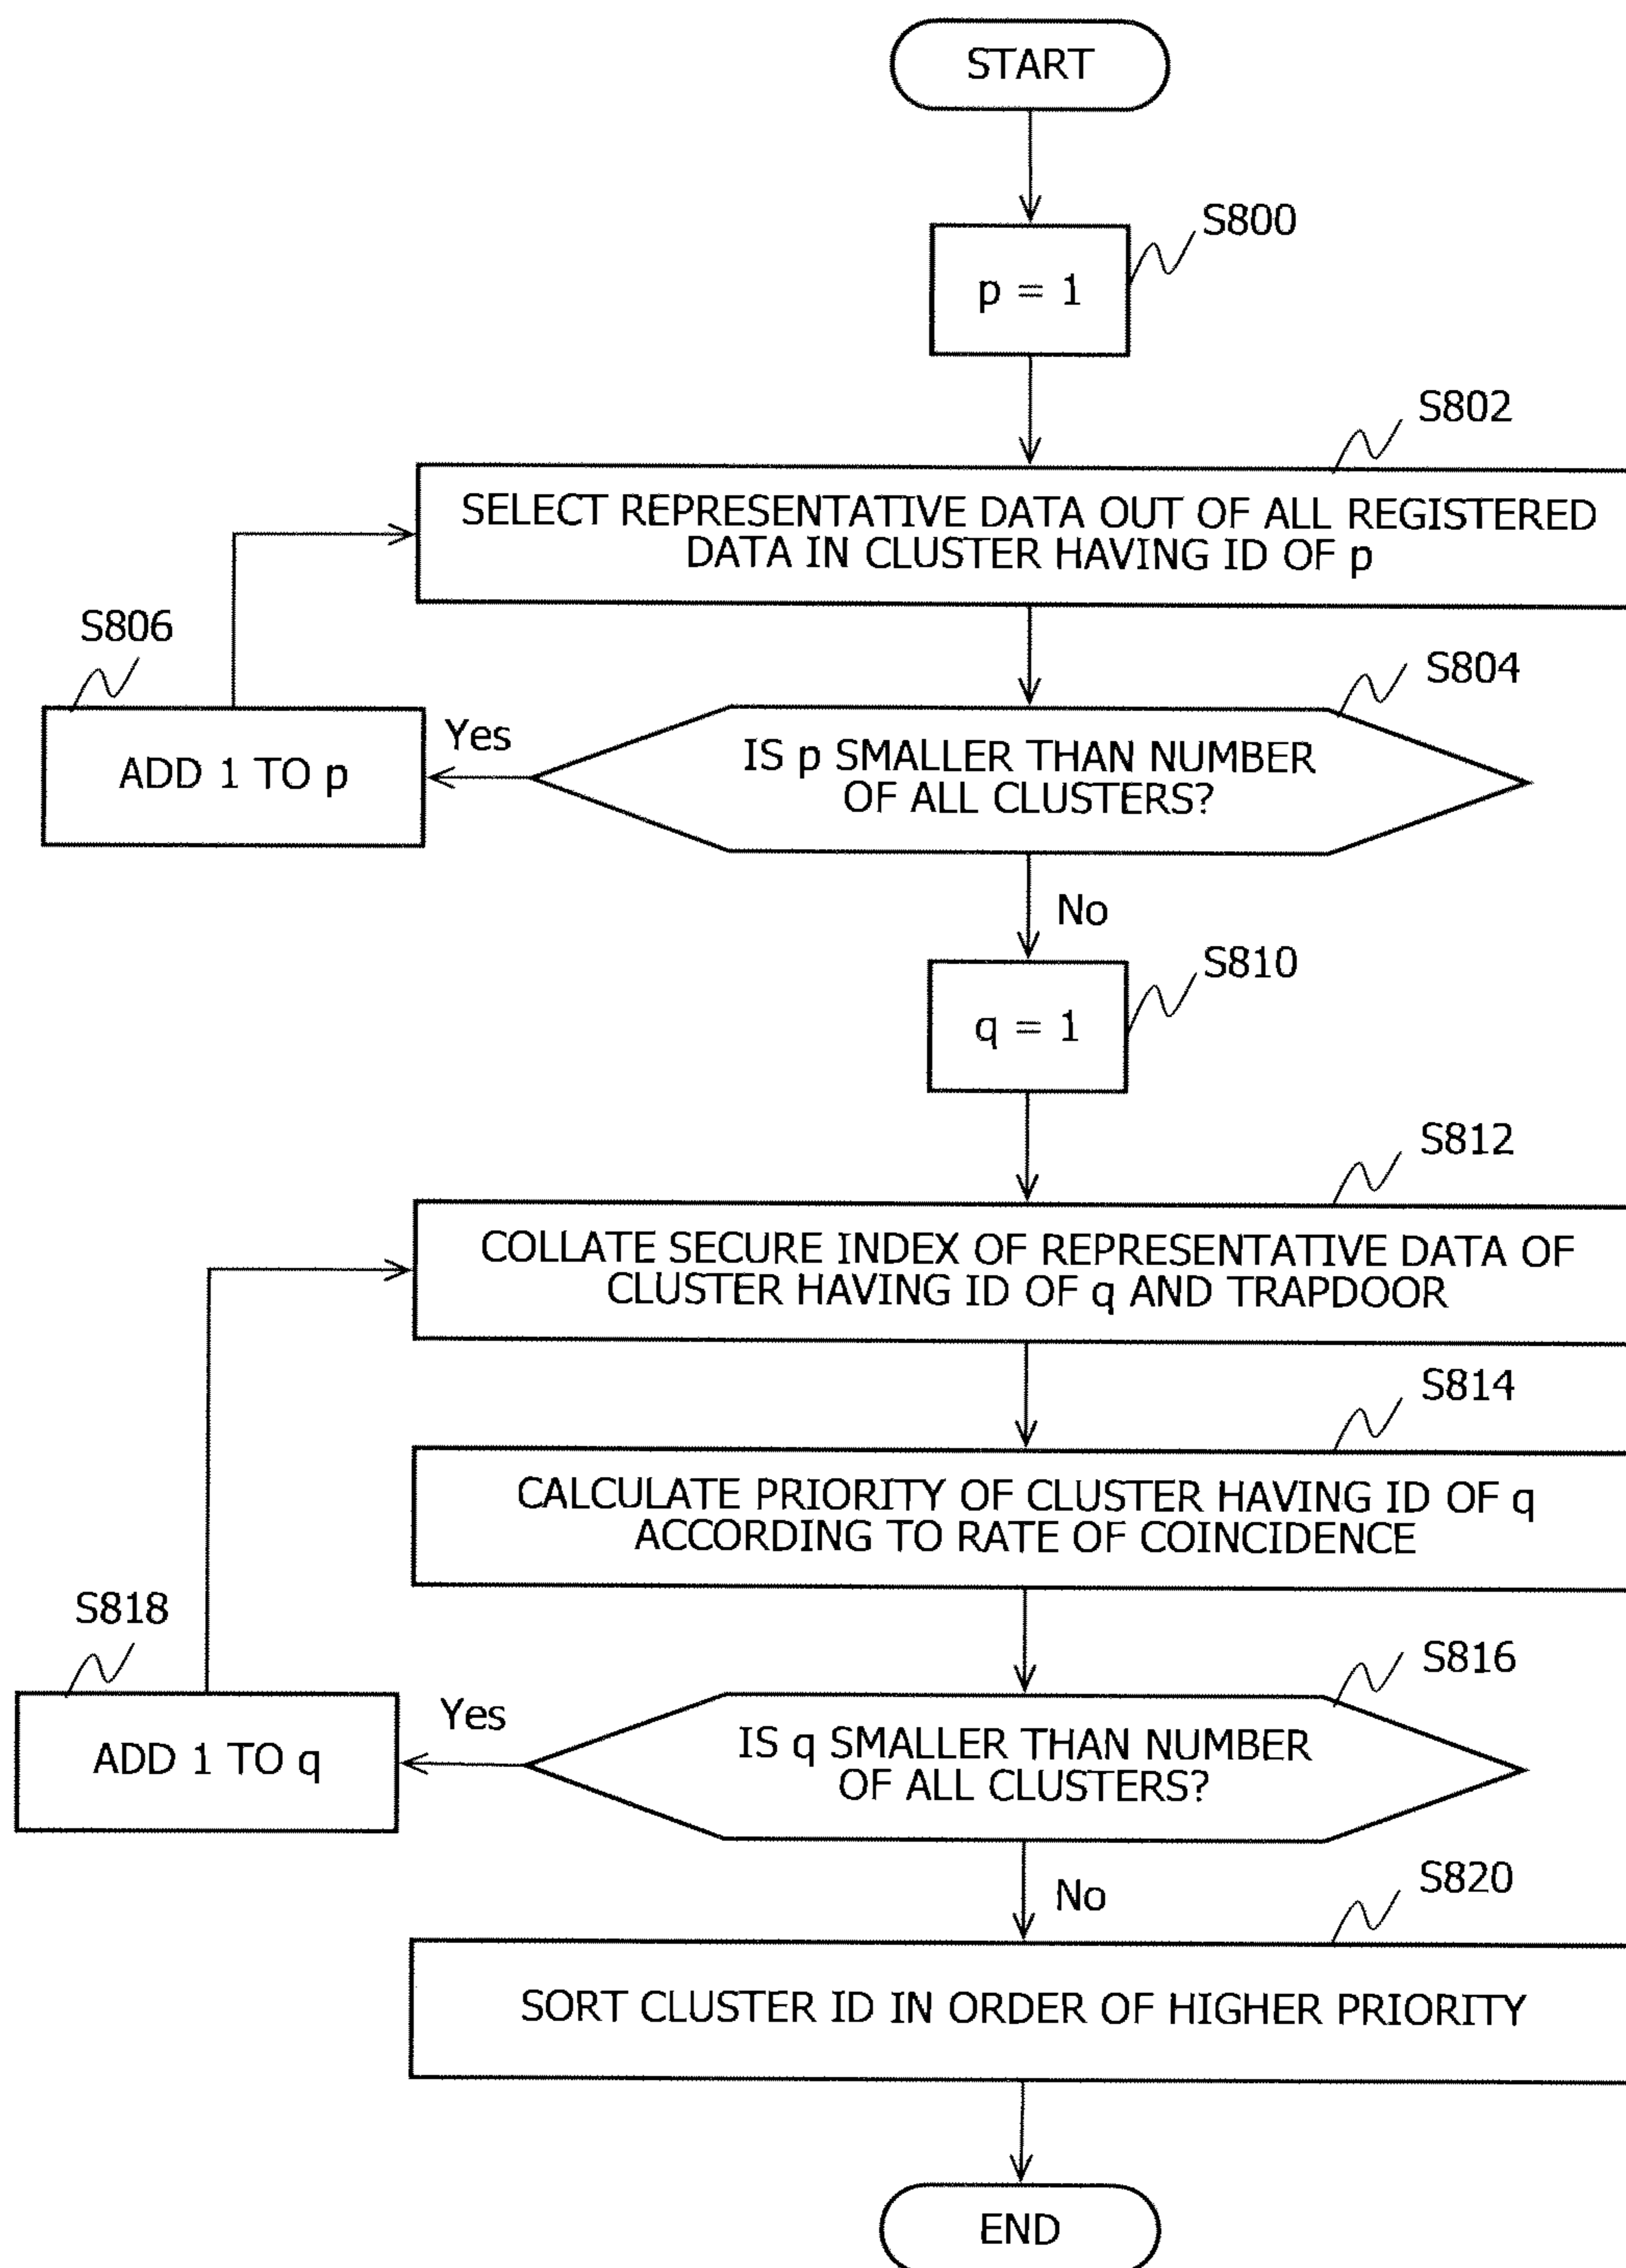 START
S800
p = 1
S802
SELECT REPRESENTATIVE DATA OUT OF ALL REGISTERED
DATA IN CLUSTER HAVING ID OF p
S806
S804
ADD 1 TO p
Yes
IS p SMALLER THAN NUMBER
OF ALL CLUSTERS?
No
S810
q = 1
S812
COLLATE SECURE INDEX OF REPRESENTATIVE DATA OF
CLUSTER HAVING ID OF q AND TRAPDOOR
S814
CALCULATE PRIORITY OF CLUSTER HAVING ID OF q
ACCORDING TO RATE OF COINCIDENCE
S818
S816
ADD 1 TO q
Yes
IS q SMALLER THAN NUMBER
OF ALL CLUSTERS?
No
S820
SORT CLUSTER ID IN ORDER OF HIGHER PRIORITY
END